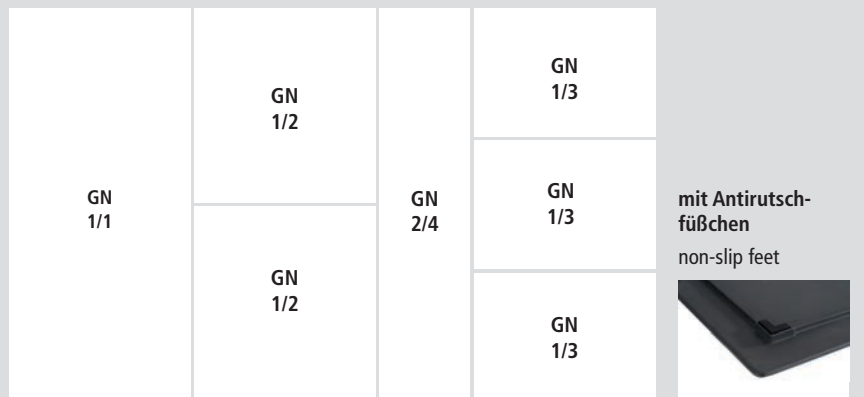 GN
1/1
GN
1/2
GN
1/2
GN
2/4
GN
1/3
GN
1/3
GN
1/3
mit Antirutsch-
füßchen
non-slip feet